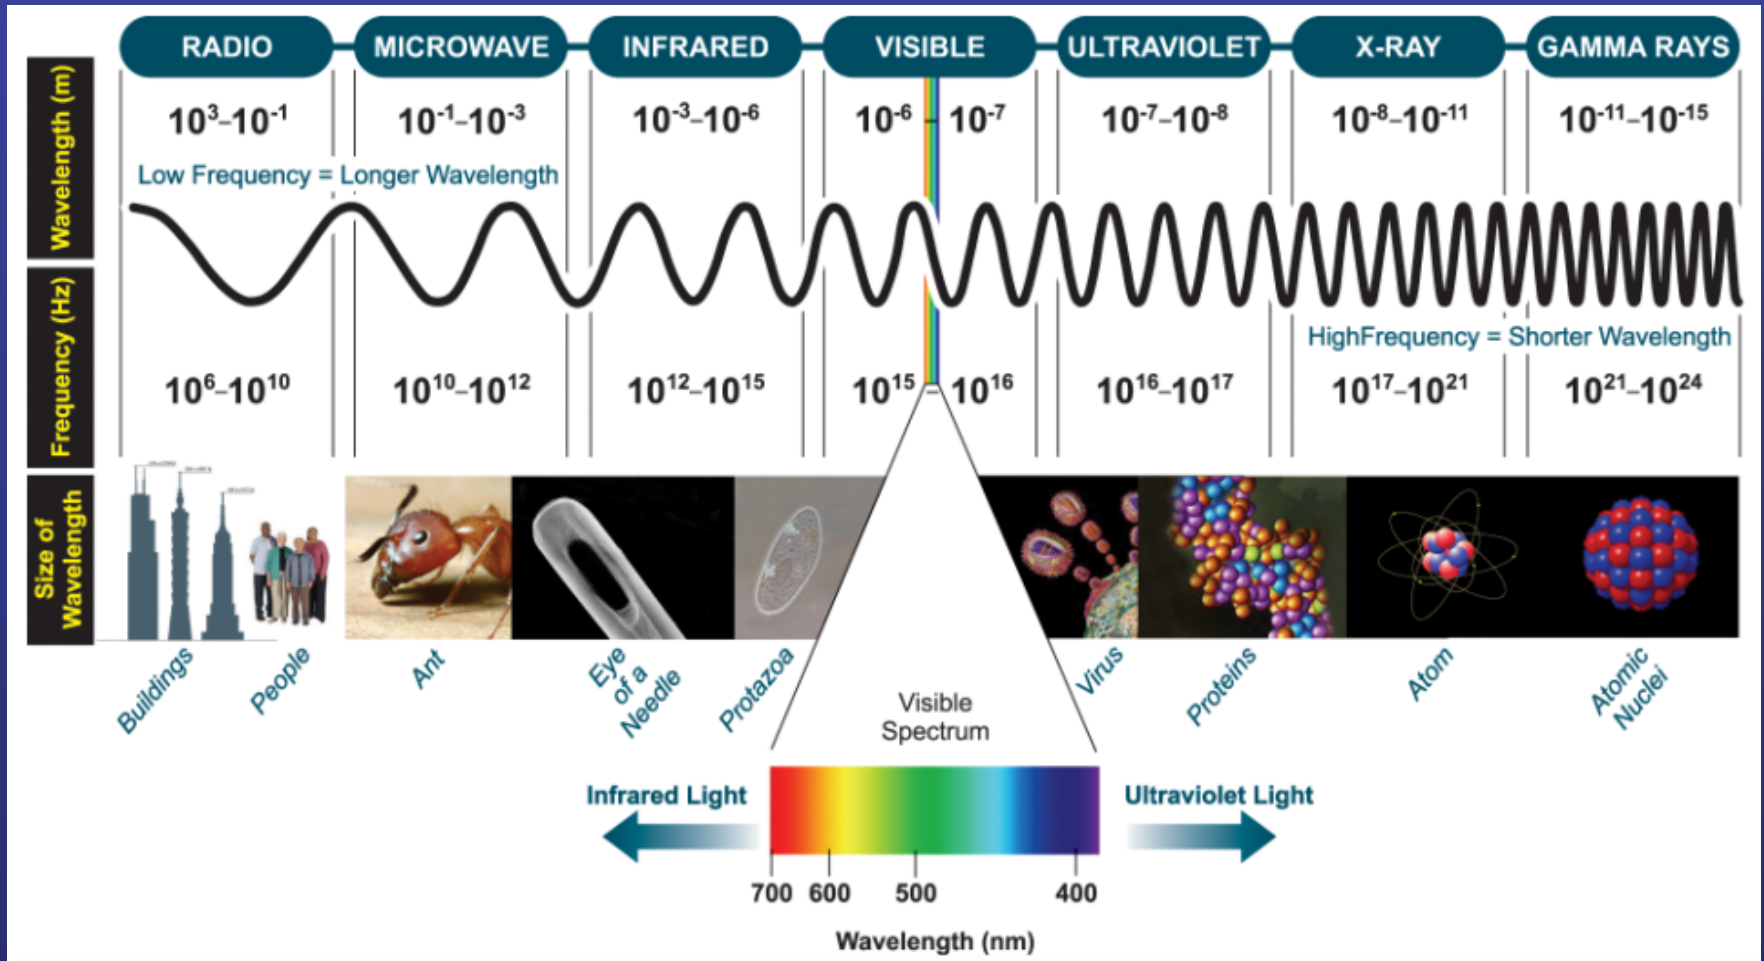 RADIO
MICROWAVE
INFRARED
VISIBLE
ULTRAVIOLET
X-RAY
GAMMA RAYS
Wavelength (m)
10³–10⁻¹
10⁻¹–10⁻³
10⁻³–10⁻⁶
10⁻⁶ – 10⁻⁷
10⁻⁷–10⁻⁸
10⁻⁸–10⁻¹¹
10⁻¹¹–10⁻¹⁵
Low Frequency = Longer Wavelength
HighFrequency = Shorter Wavelength
Frequency (Hz)
10⁶–10¹⁰
10¹⁰–10¹²
10¹²–10¹⁵
10¹⁵ – 10¹⁶
10¹⁶–10¹⁷
10¹⁷–10²¹
10²¹–10²⁴
Size of
Wavelength
Buildings
People
Ant
Eye
of a
Needle
Protazoa
Virus
Proteins
Atom
Atomic
Nuclei
Visible
Spectrum
Infrared Light
Ultraviolet Light
700 600 500 400
Wavelength (nm)